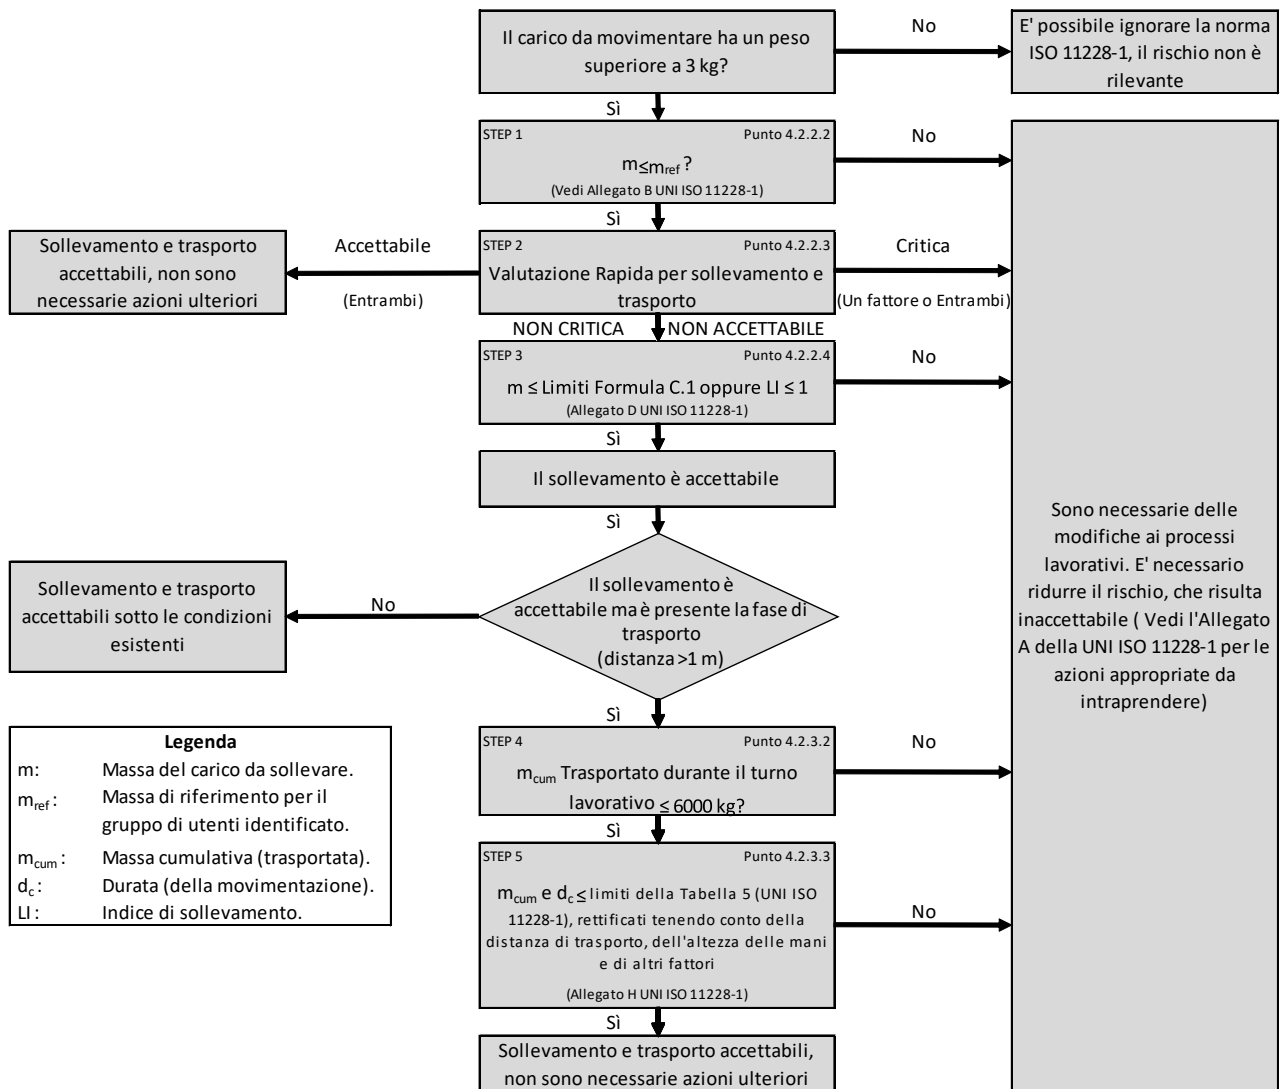 Il carico da movimentare ha un peso
superiore a 3 kg?
No
E' possibile ignorare la norma
ISO 11228-1, il rischio non è
rilevante
Sì
STEP 1 Punto 4.2.2.2
m≤mref ?
(Vedi Allegato B UNI ISO 11228-1)
No
Sì
STEP 2 Punto 4.2.2.3
Valutazione Rapida per sollevamento e
trasporto
Accettabile
(Entrambi)
Sollevamento e trasporto
accettabili, non sono
necessarie azioni ulteriori
Critica
(Un fattore o Entrambi)
NON CRITICA NON ACCETTABILE
STEP 3 Punto 4.2.2.4
m ≤ Limiti Formula C.1 oppure LI ≤ 1
(Allegato D UNI ISO 11228-1)
No
Sì
Il sollevamento è accettabile
Sì
Il sollevamento è
accettabile ma è presente la fase di
trasporto
(distanza >1 m)
No
Sollevamento e trasporto
accettabili sotto le condizioni
esistenti
Sono necessarie delle
modifiche ai processi
lavorativi. E' necessario
ridurre il rischio, che risulta
inaccettabile ( Vedi l'Allegato
A della UNI ISO 11228-1 per le
azioni appropriate da
intraprendere)
Sì
STEP 4 Punto 4.2.3.2
mcum Trasportato durante il turno
lavorativo ≤ 6000 kg?
No
Sì
STEP 5 Punto 4.2.3.3
mcum e dc ≤ limiti della Tabella 5 (UNI ISO
11228-1), rettificati tenendo conto della
distanza di trasporto, dell'altezza delle mani
e di altri fattori
(Allegato H UNI ISO 11228-1)
No
Sì
Sollevamento e trasporto accettabili,
non sono necessarie azioni ulteriori
Legenda
m: Massa del carico da sollevare.
mref : Massa di riferimento per il
gruppo di utenti identificato.
mcum : Massa cumulativa (trasportata).
dc : Durata (della movimentazione).
LI : Indice di sollevamento.